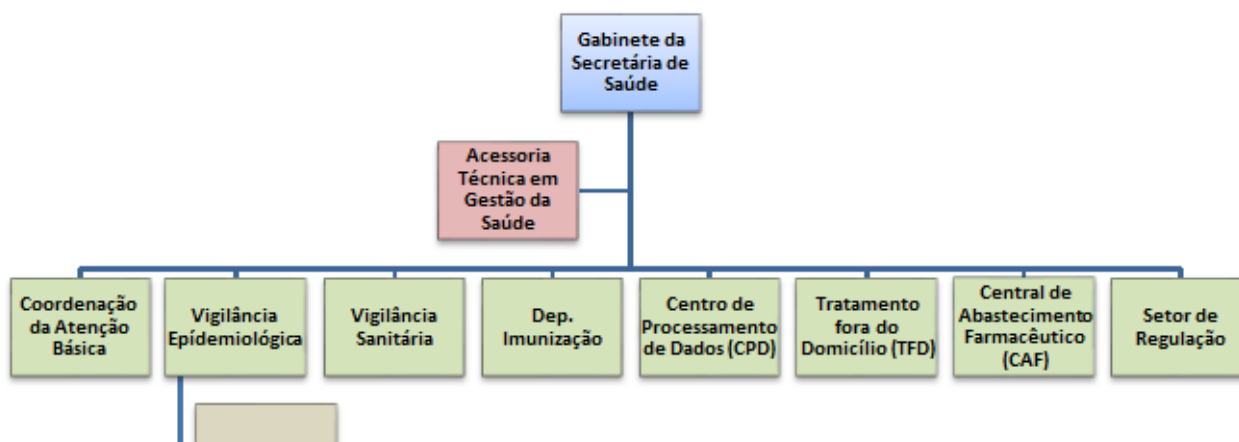 Gabinete da
Secretária de
Saúde
Acessoria
Técnica em
Gestão da
Saúde
Coordenação
da Atenção
Básica
Vigilância
Epídemiológica
Vigilância
Sanitária
Dep.
Imunização
Centro de
Processamento
de Dados (CPD)
Tratamento
fora do
Domicílio (TFD)
Central de
Abastecimento
Farmacêutico
(CAF)
Setor de
Regulação